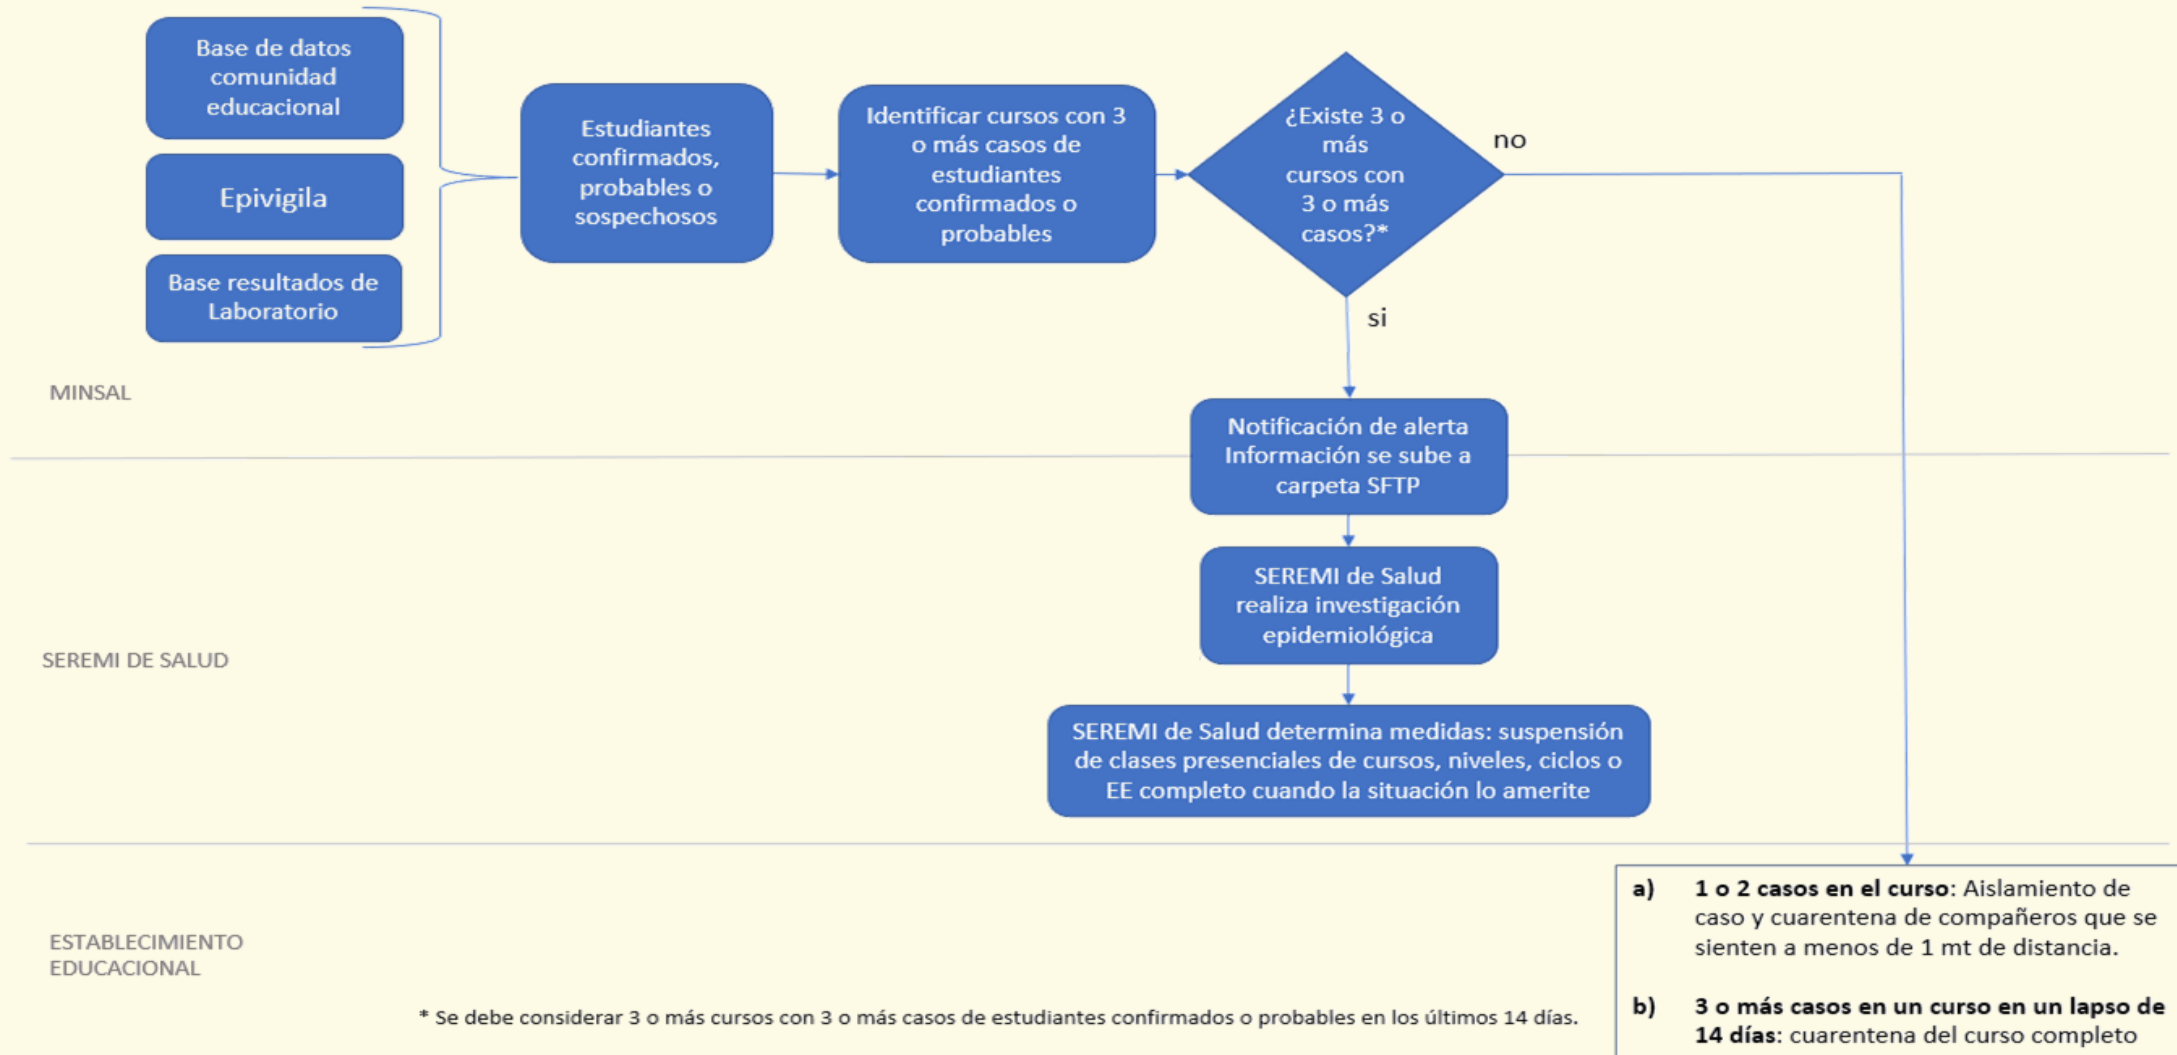 Base de datos
comunidad
educacional
Epivigila
Base resultados de
Laboratorio
Estudiantes
confirmados,
probables o
sospechosos
Identificar cursos con 3
o más casos de
estudiantes
confirmados o
probables
¿Existe 3 o
más
cursos con
3 o más
casos?*
no
si
MINSAL
Notificación de alerta
Información se sube a
carpeta SFTP
SEREMI de Salud
realiza investigación
epidemiológica
SEREMI DE SALUD
SEREMI de Salud determina medidas: suspensión
de clases presenciales de cursos, niveles, ciclos o
EE completo cuando la situación lo amerite
ESTABLECIMIENTO
EDUCACIONAL
a) 1 o 2 casos en el curso: Aislamiento de
caso y cuarentena de compañeros que se
sienten a menos de 1 mt de distancia.
b) 3 o más casos en un curso en un lapso de
14 días: cuarentena del curso completo
* Se debe considerar 3 o más cursos con 3 o más casos de estudiantes confirmados o probables en los últimos 14 días.